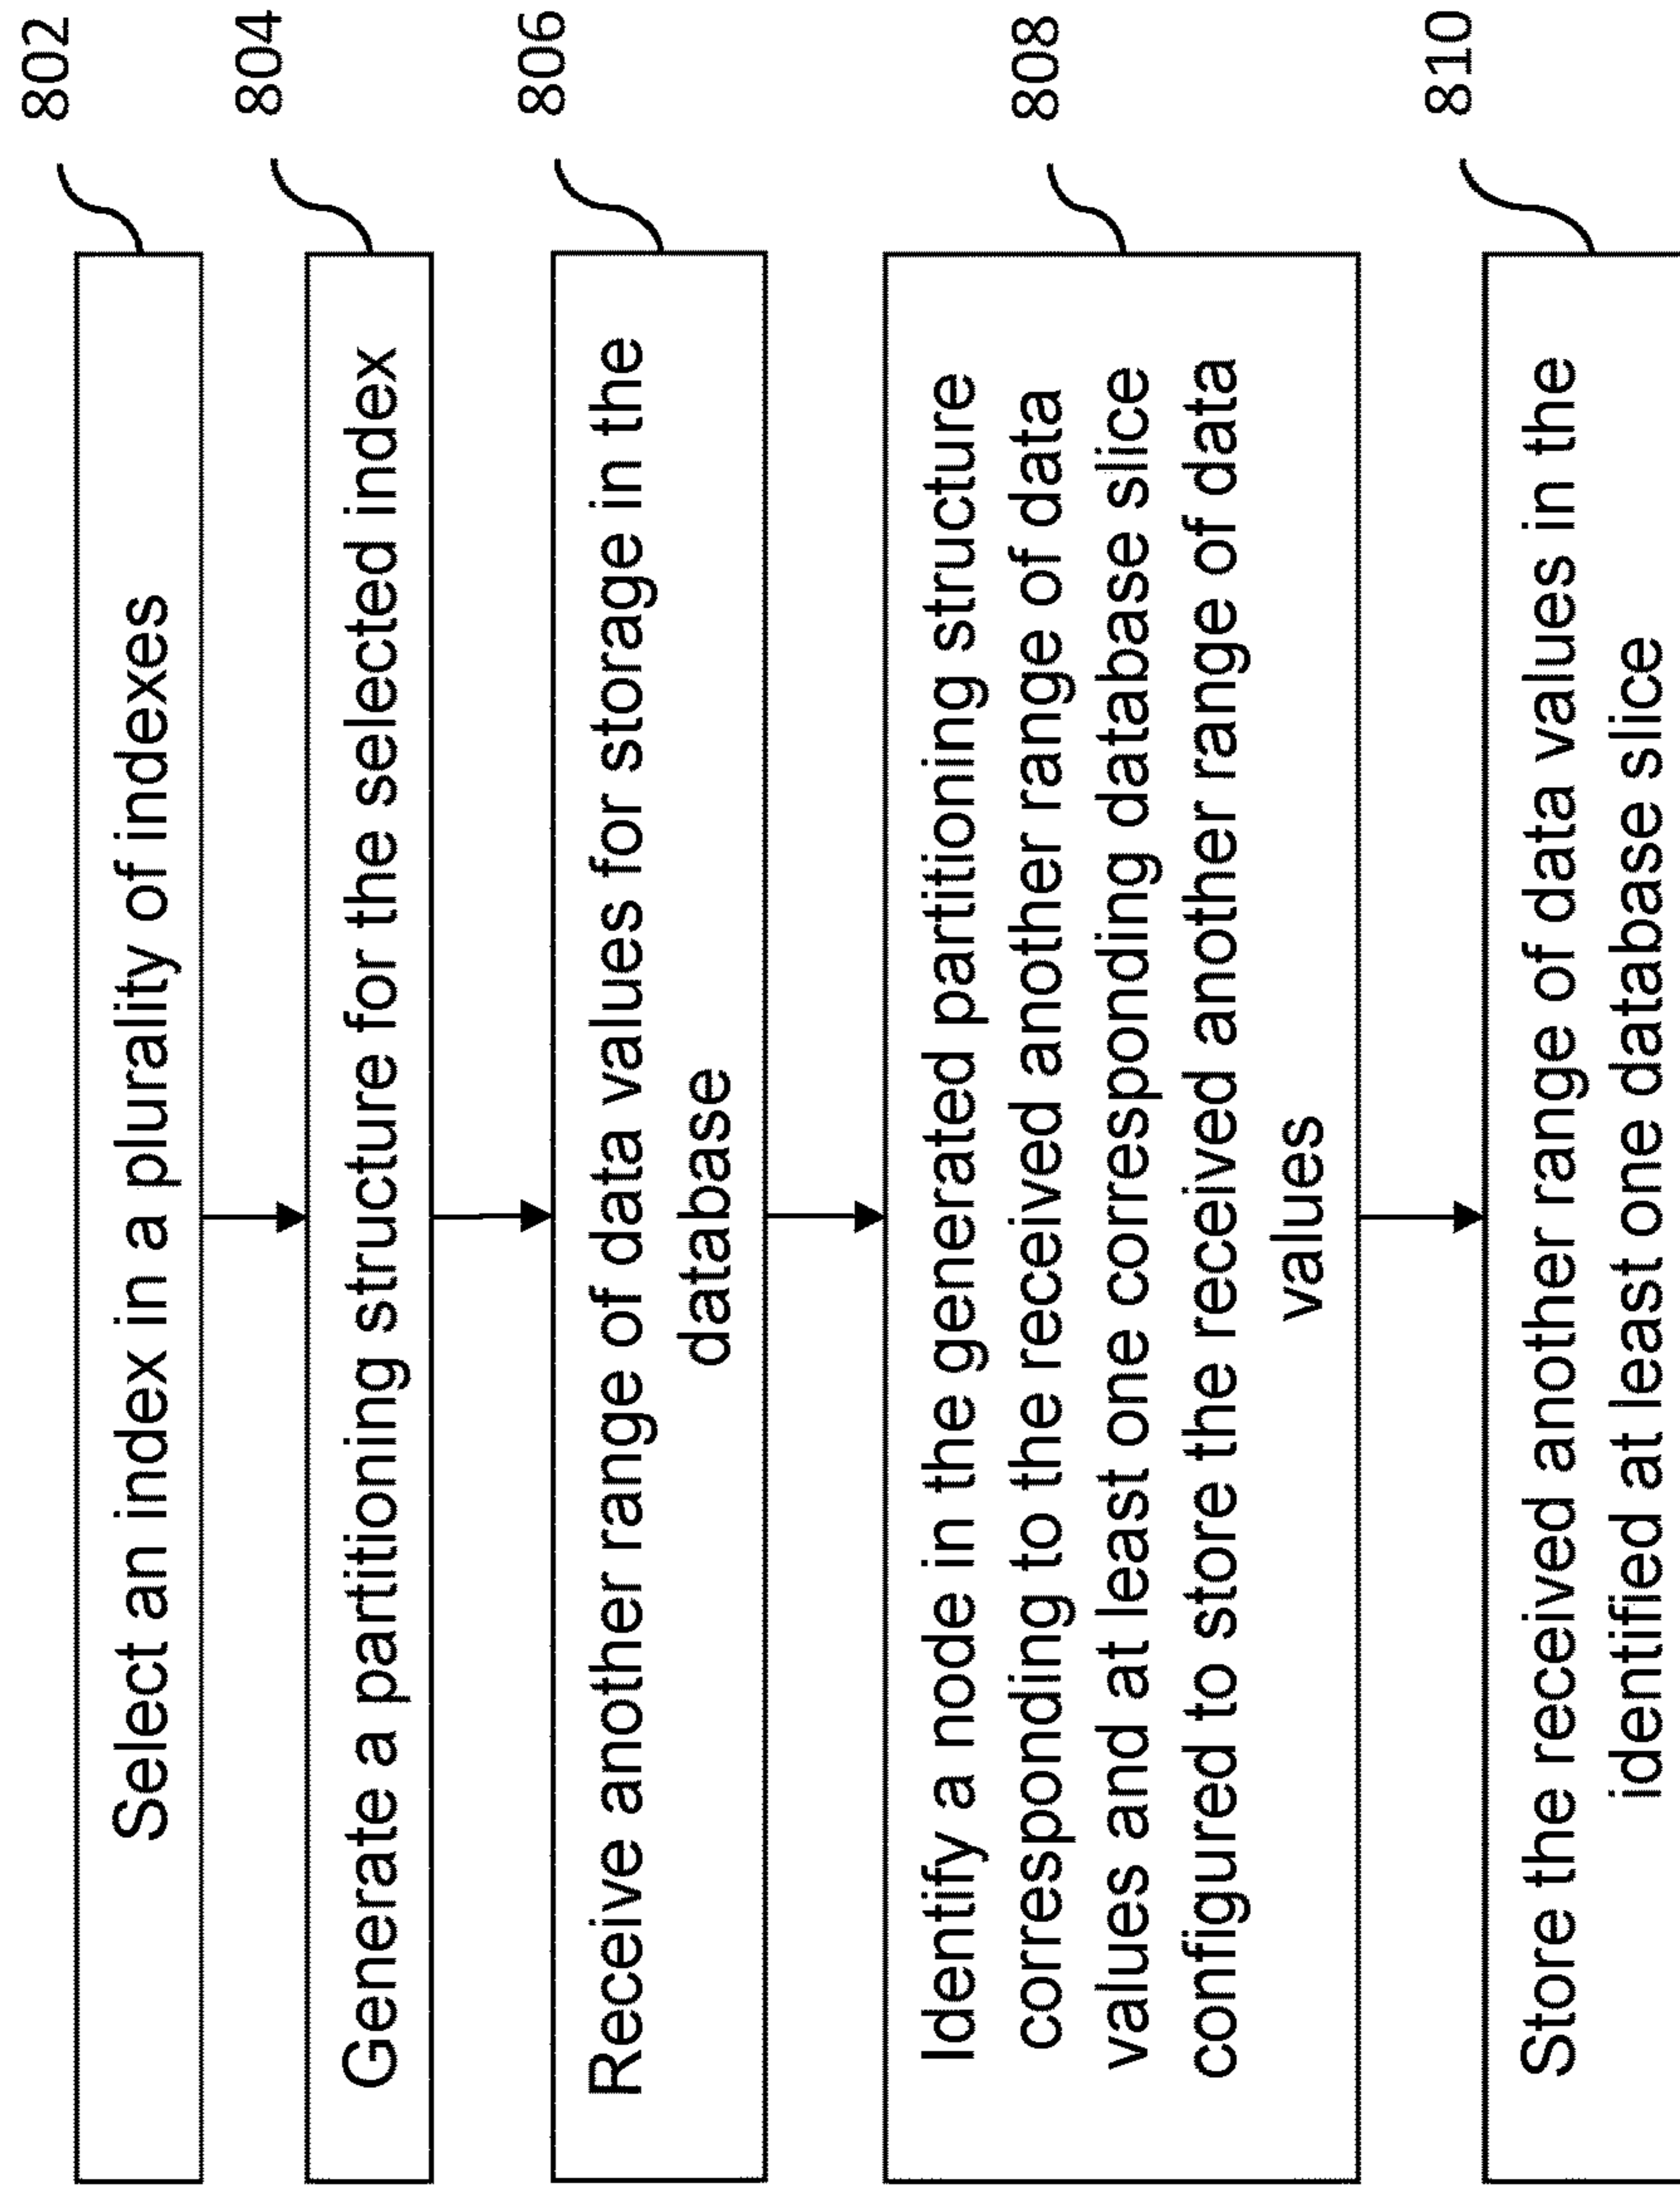 802
Select an index in a plurality of indexes
804
Generate a partitioning structure for the selected index
806
Receive another range of data values for storage in the
database
808
Identify a node in the generated partitioning structure
corresponding to the received another range of data
values and at least one corresponding database slice
configured to store the received another range of data
values
810
Store the received another range of data values in the
identified at least one database slice